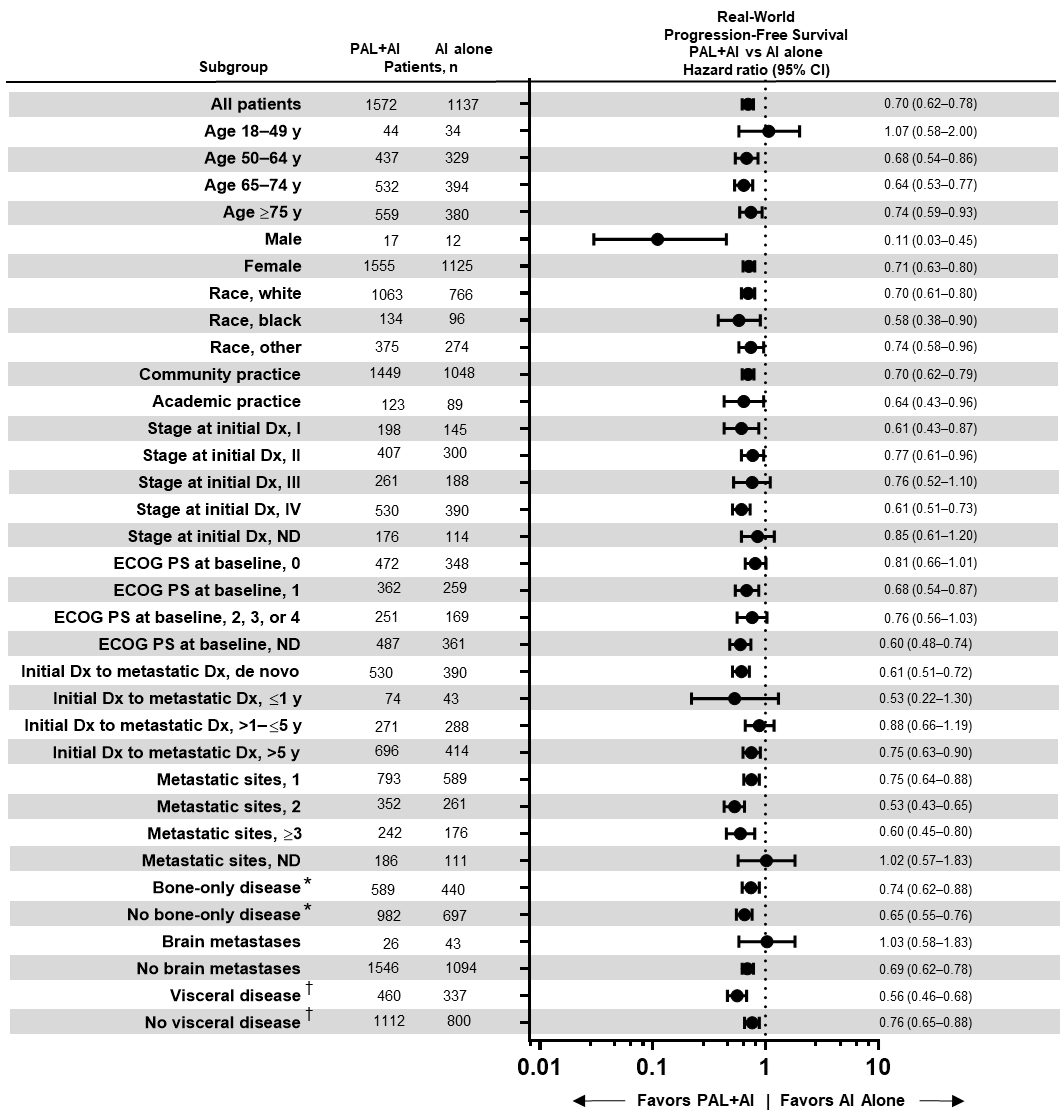 Real-World
Progression-Free Survival
PAL+AI AI alone PAL+AI vs AI alone
Subgroup Patients, n Hazard ratio (95% CI)
All patients 1572 1137 0.70 (0.62–0.78)
Age 18–49 y 44 34 1.07 (0.58–2.00)
Age 50–64 y 437 329 0.68 (0.54–0.86)
Age 65–74 y 532 394 0.64 (0.53–0.77)
Age ≥75 y 559 380 0.74 (0.59–0.93)
Male 17 12 0.11 (0.03–0.45)
Female 1555 1125 0.71 (0.63–0.80)
Race, white 1063 766 0.70 (0.61–0.80)
Race, black 134 96 0.58 (0.38–0.90)
Race, other 375 274 0.74 (0.58–0.96)
Community practice 1449 1048 0.70 (0.62–0.79)
Academic practice 123 89 0.64 (0.43–0.96)
Stage at initial Dx, I 198 145 0.61 (0.43–0.87)
Stage at initial Dx, II 407 300 0.77 (0.61–0.96)
Stage at initial Dx, III 261 188 0.76 (0.52–1.10)
Stage at initial Dx, IV 530 390 0.61 (0.51–0.73)
Stage at initial Dx, ND 176 114 0.85 (0.61–1.20)
ECOG PS at baseline, 0 472 348 0.81 (0.66–1.01)
ECOG PS at baseline, 1 362 259 0.68 (0.54–0.87)
ECOG PS at baseline, 2, 3, or 4 251 169 0.76 (0.56–1.03)
ECOG PS at baseline, ND 487 361 0.60 (0.48–0.74)
Initial Dx to metastatic Dx, de novo 530 390 0.61 (0.51–0.72)
Initial Dx to metastatic Dx, ≤1 y 74 43 0.53 (0.22–1.30)
Initial Dx to metastatic Dx, >1–≤5 y 271 288 0.88 (0.66–1.19)
Initial Dx to metastatic Dx, >5 y 696 414 0.75 (0.63–0.90)
Metastatic sites, 1 793 589 0.75 (0.64–0.88)
Metastatic sites, 2 352 261 0.53 (0.43–0.65)
Metastatic sites, ≥3 242 176 0.60 (0.45–0.80)
Metastatic sites, ND 186 111 1.02 (0.57–1.83)
Bone-only disease* 589 440 0.74 (0.62–0.88)
No bone-only disease* 982 697 0.65 (0.55–0.76)
Brain metastases 26 43 1.03 (0.58–1.83)
No brain metastases 1546 1094 0.69 (0.62–0.78)
Visceral disease† 460 337 0.56 (0.46–0.68)
No visceral disease† 1112 800 0.76 (0.65–0.88)
0.01 0.1 1 10
Favors PAL+AI | Favors AI Alone